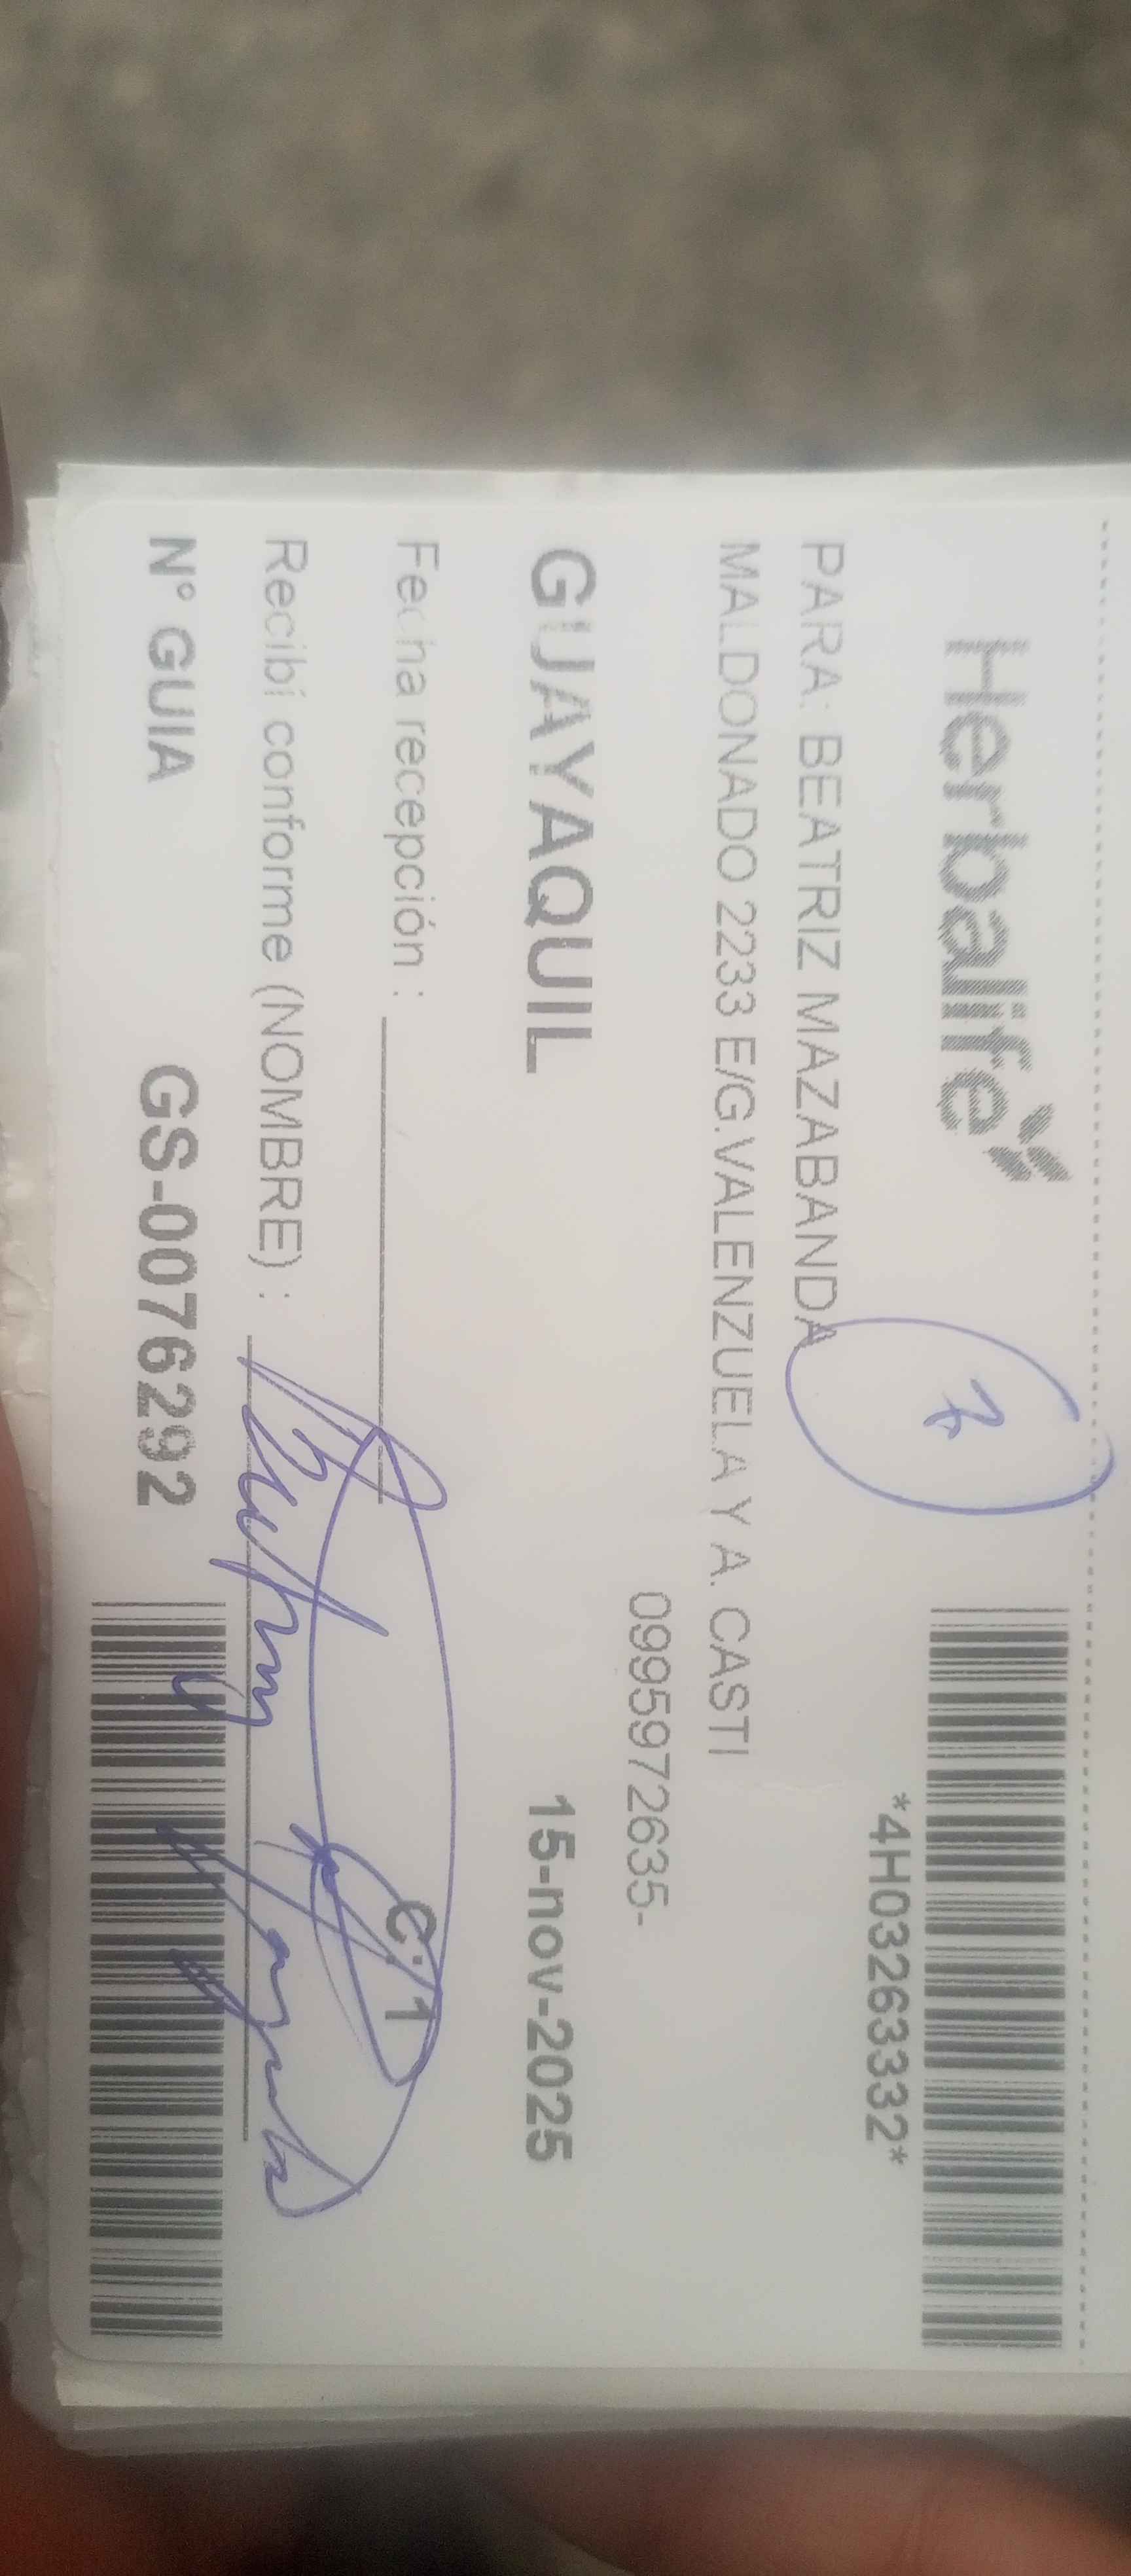 Herbalife
*4H03263332*
PARA: BEATRIZ MAZABANDA
MALDONADO 2233 E/G.VALENZUELA Y A. CASTI
0995972635-
GUAYAQUIL 15-nov-2025
Fecha recepción : C:1
Recibí conforme (NOMBRE) :
N° GUIA GS-0076292